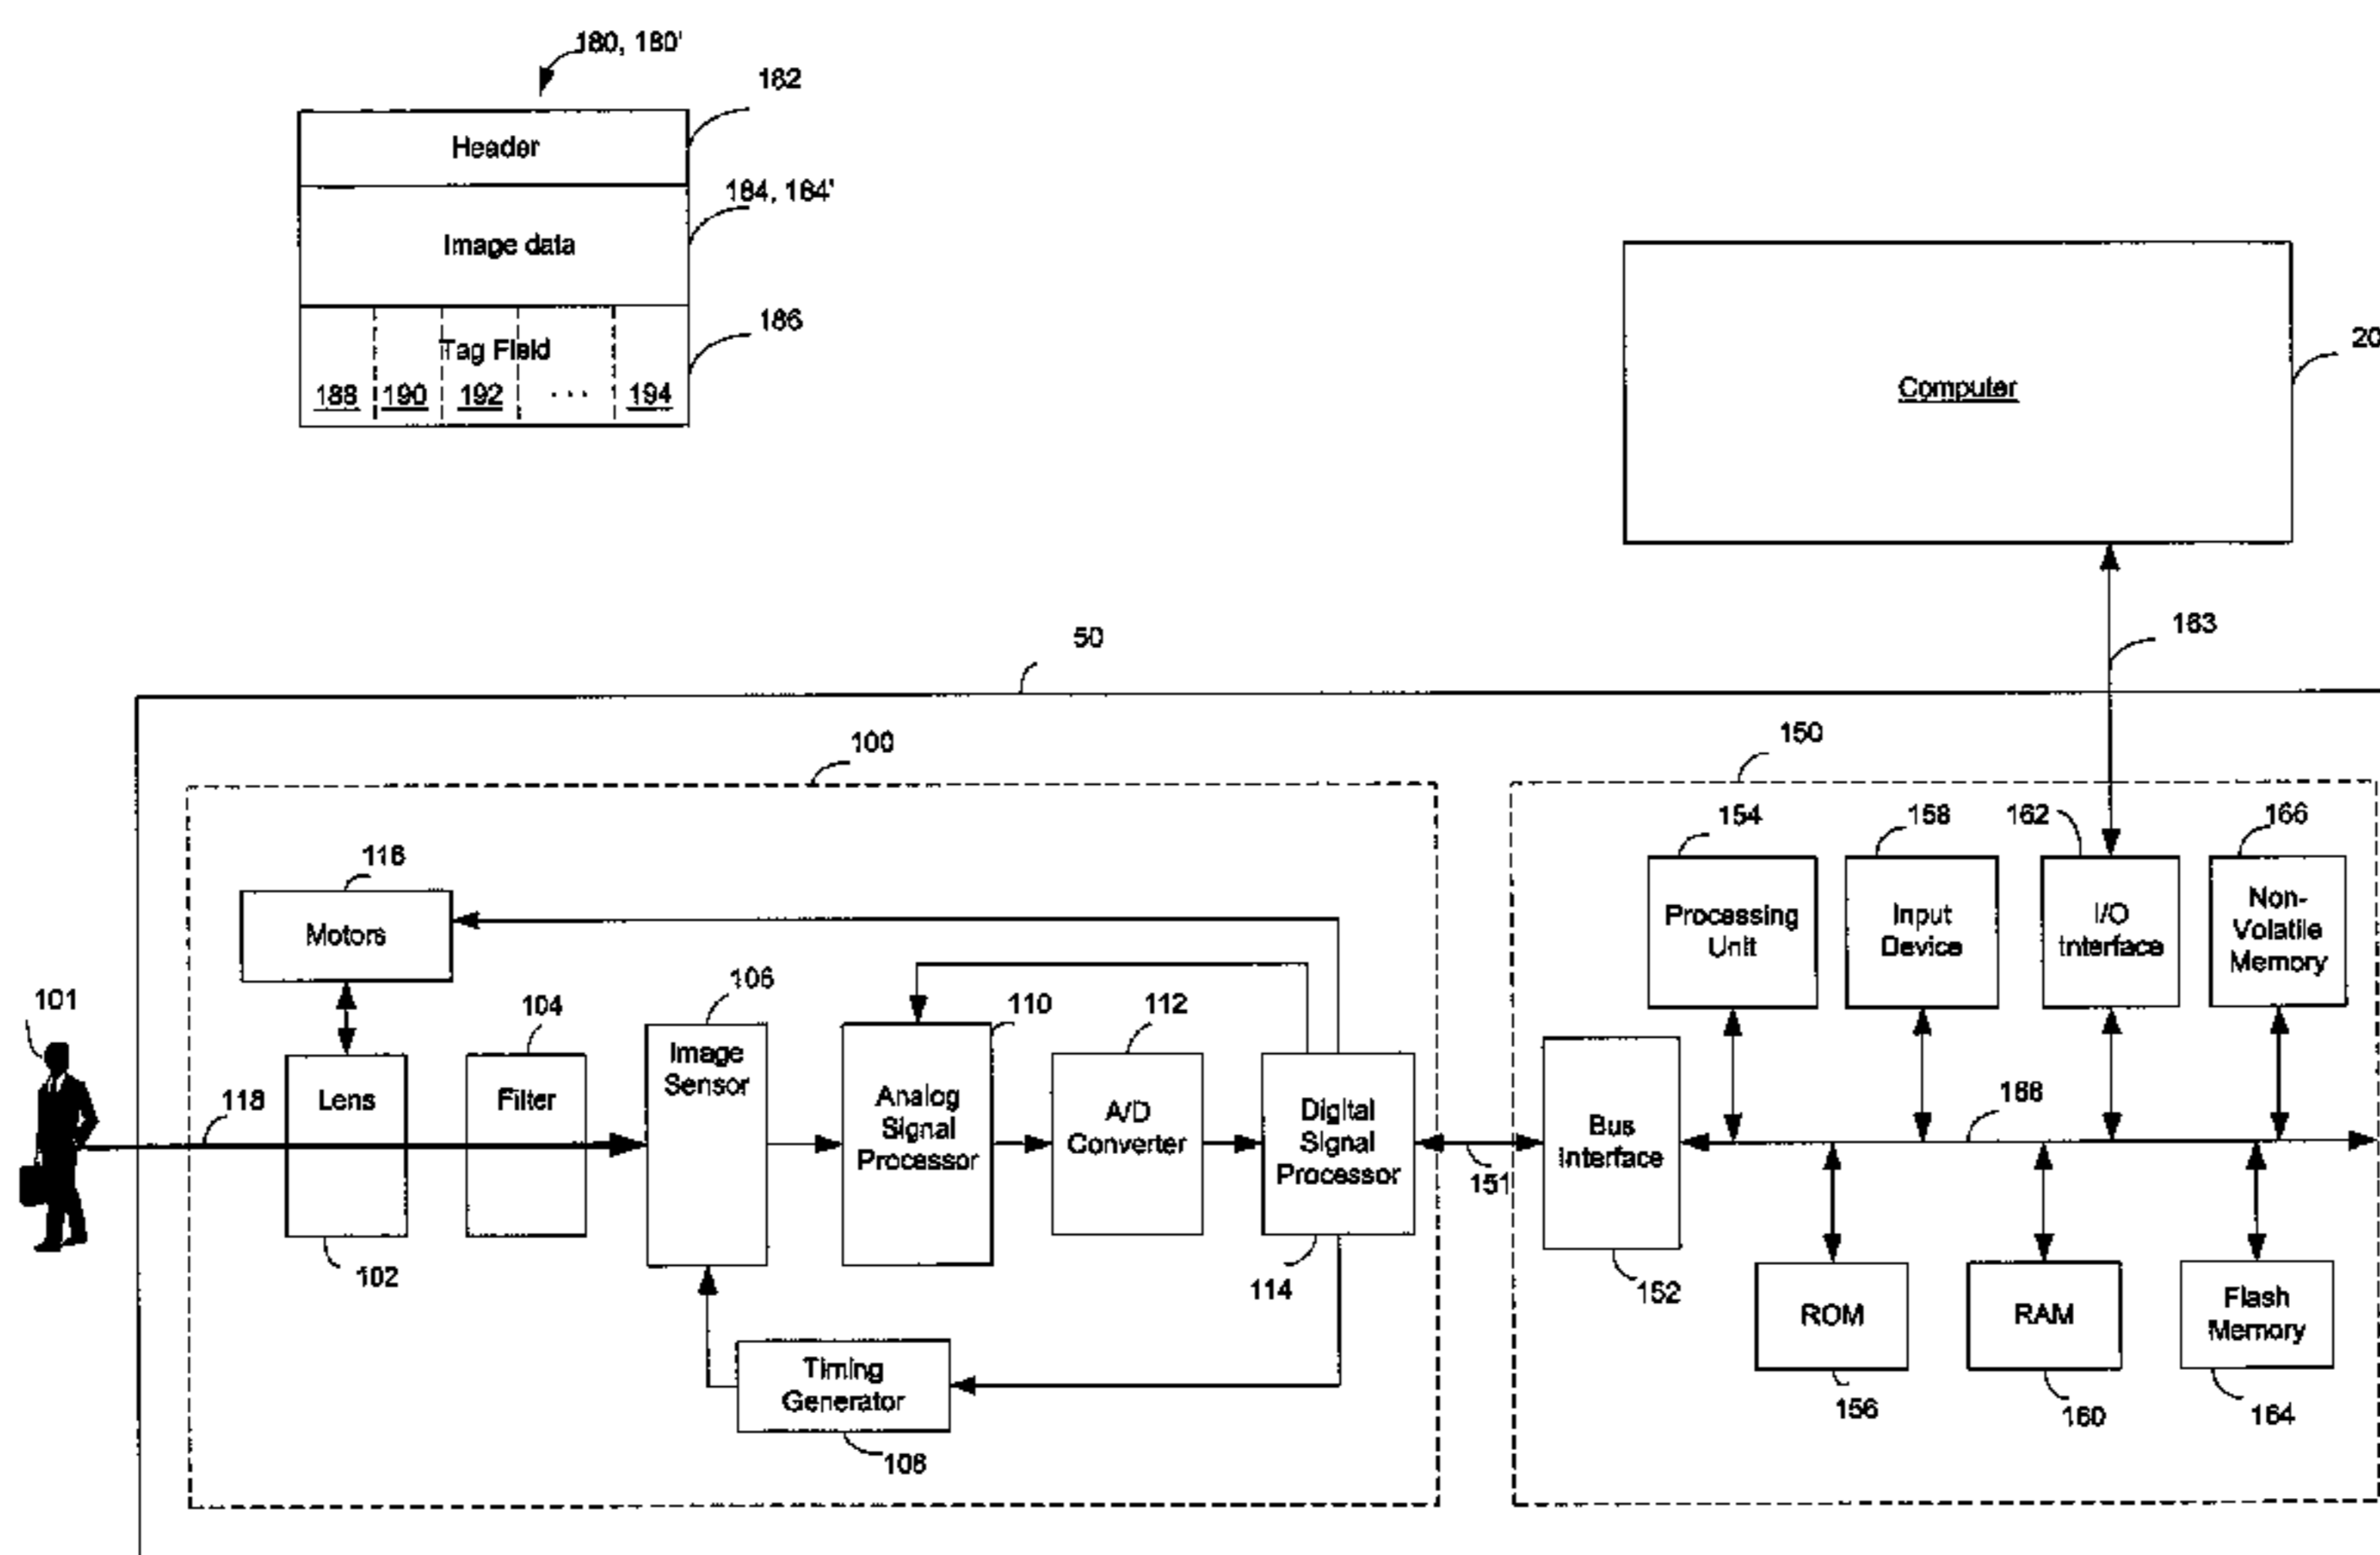 180, 180'
182
Header
184, 184'
Image data
186
Tag Field
188 190 192 ... 194
Computer
20
163
50
100
150
154
158
162
166
116
Motors
Processing
Unit
Input
Device
I/O
Interface
Non-
Volatile
Memory
101
104
106
110
112
Image
Sensor
118
Lens
Filter
Analog
Signal
Processor
A/D
Converter
Digital
Signal
Processor
151
Bus
Interface
168
102
114
152
ROM
RAM
Flash
Memory
Timing
Generator
108
156
160
164